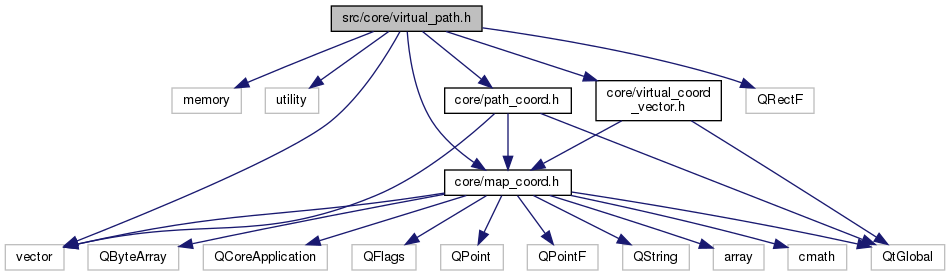 src/core/virtual_path.h
memory
utility
core/path_coord.h
core/virtual_coord
_vector.h
QRectF
core/map_coord.h
vector
QByteArray
QCoreApplication
QFlags
QPoint
QPointF
QString
array
cmath
QtGlobal